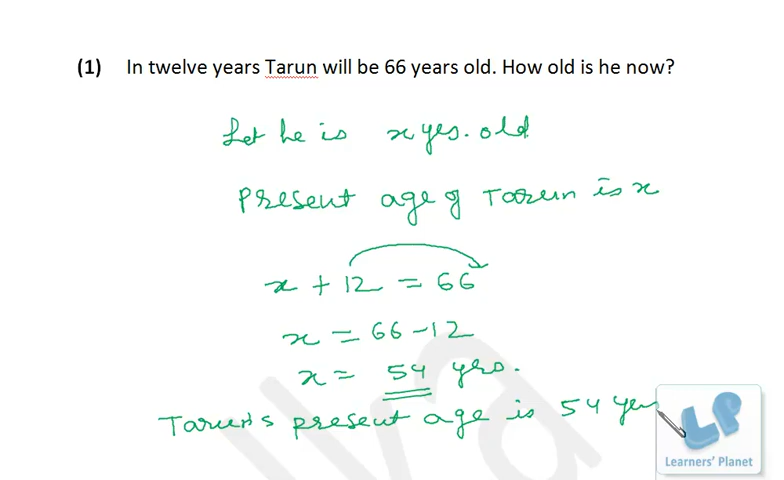 (1) In twelve years Tarun will be 66 years old. How old is he now?
Let he is x yrs. old
Present age of Tarun is x
x + 12 = 66
x = 66 - 12
x = 54 yrs.
Tarun's present age is 54 years
LP
Learners' Planet